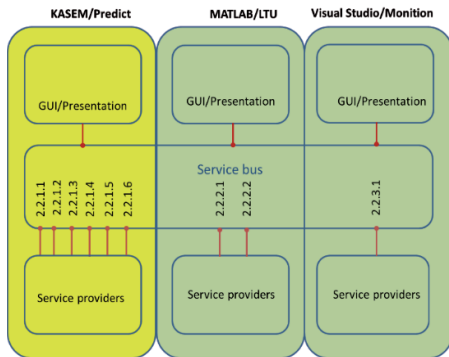 KASEM/Predict
MATLAB/LTU
Visual Studio/Monition
GUI/Presentation
GUI/Presentation
GUI/Presentation
Service bus
2.2.1.1
2.2.1.2
2.2.1.3
2.2.1.4
2.2.1.5
2.2.1.6
2.2.2.1
2.2.2.2
2.2.3.1
Service providers
Service providers
Service providers